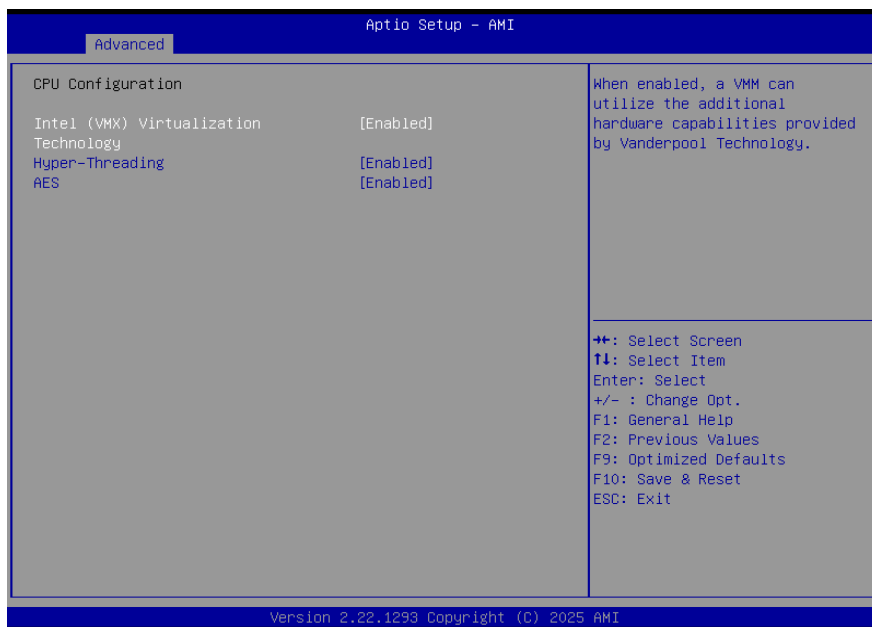 Aptio Setup – AMI
Advanced
CPU Configuration
Intel (VMX) Virtualization [Enabled]
Technology
Hyper-Threading [Enabled]
AES [Enabled]
When enabled, a VMM can
utilize the additional
hardware capabilities provided
by Vanderpool Technology.
→←: Select Screen
↑↓: Select Item
Enter: Select
+/- : Change Opt.
F1: General Help
F2: Previous Values
F9: Optimized Defaults
F10: Save & Reset
ESC: Exit
Version 2.22.1293 Copyright (C) 2025 AMI